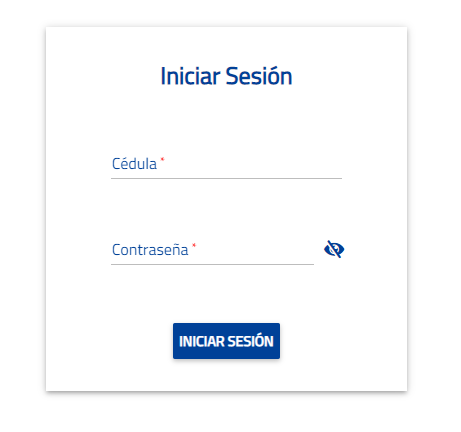 Iniciar Sesión
Cédula *
Contraseña *
INICIAR SESIÓN